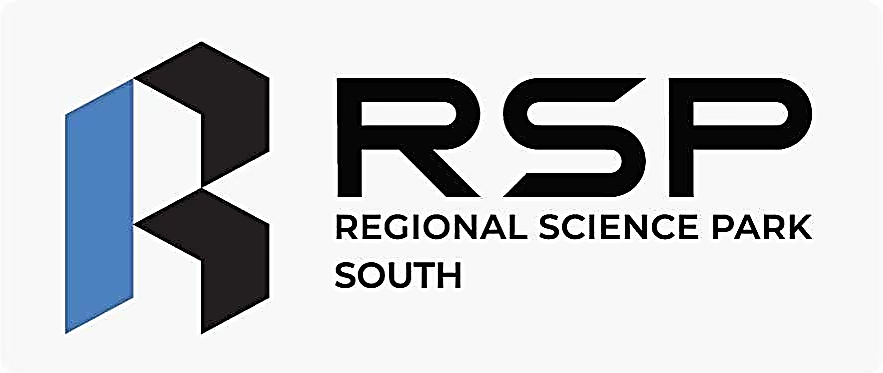 RSP
REGIONAL SCIENCE PARK
SOUTH